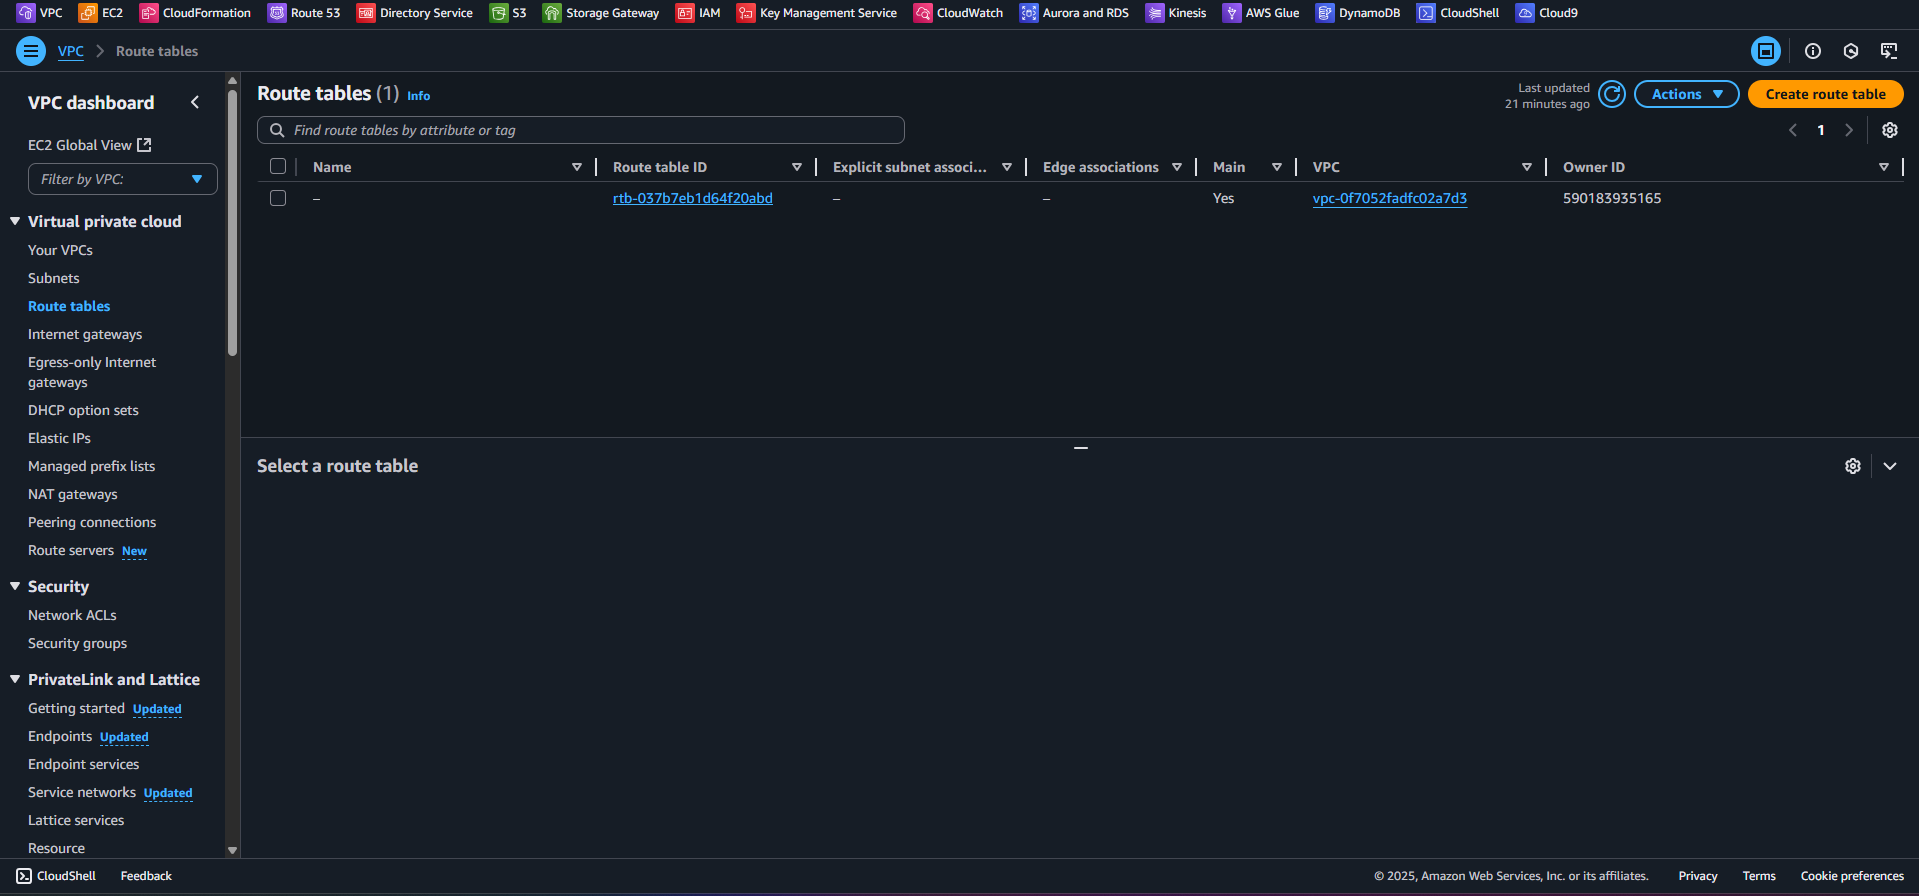 VPC EC2 CloudFormation Route 53 Directory Service S3 Storage Gateway IAM Key Management Service CloudWatch Aurora and RDS Kinesis AWS Glue DynamoDB CloudShell Cloud9
VPC Route tables
VPC dashboard
EC2 Global View
Filter by VPC:
Virtual private cloud
Your VPCs
Subnets
Route tables
Internet gateways
Egress-only Internet
gateways
DHCP option sets
Elastic IPs
Managed prefix lists
NAT gateways
Peering connections
Route servers New
Security
Network ACLs
Security groups
PrivateLink and Lattice
Getting started Updated
Endpoints Updated
Endpoint services
Service networks Updated
Lattice services
Resource
Route tables (1) Info
Last updated
21 minutes ago
Actions
Create route table
Find route tables by attribute or tag
1
Name Route table ID Explicit subnet associ... Edge associations Main VPC Owner ID
– rtb-037b7eb1d64f20abd – – Yes vpc-0f7052fadfc02a7d3 590183935165
Select a route table
CloudShell Feedback
© 2025, Amazon Web Services, Inc. or its affiliates. Privacy Terms Cookie preferences